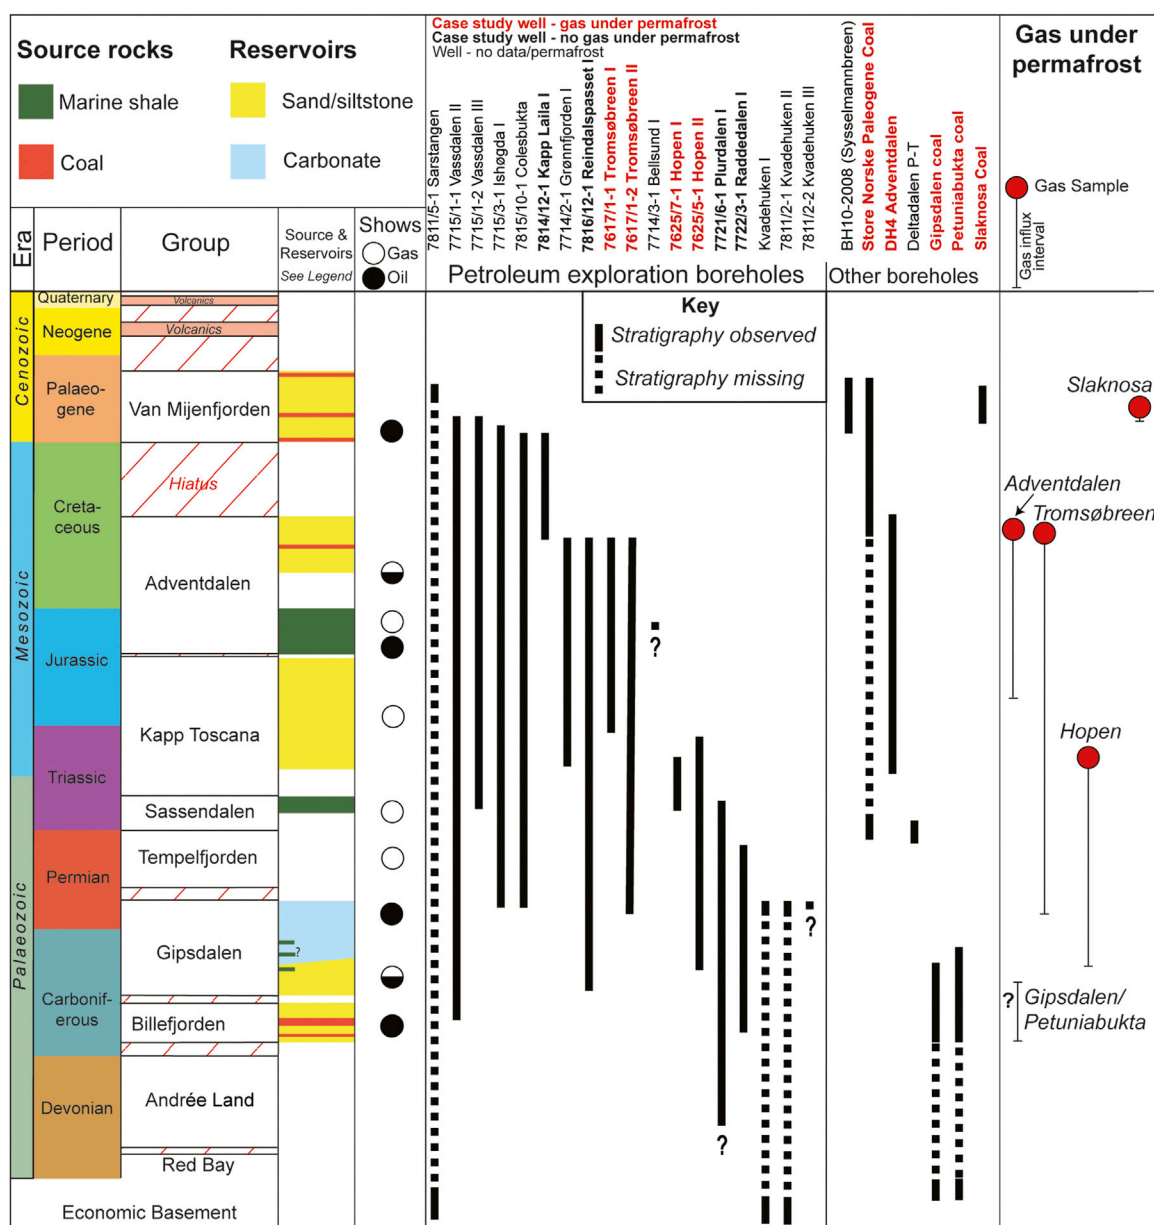 Source rocks
Reservoirs
Marine shale
Sand/siltstone
Coal
Carbonate
Case study well - gas under permafrost
Case study well - no gas under permafrost
Well - no data/permafrost
7811/5-1 Sarstangen
7715/1-1 Vassdalen II
7715/1-2 Vassdalen III
7715/3-1 Ishøgda I
7815/10-1 Colesbukta
7814/12-1 Kapp Laila I
7714/2-1 Grønnfjorden I
7816/12-1 Reindalspasset I
7617/1-1 Tromsøbreen I
7617/1-2 Tromsøbreen II
7714/3-1 Bellsund I
7625/7-1 Hopen I
7625/5-1 Hopen II
7721/6-1 Plurdalen I
7722/3-1 Raddedalen I
Kvadehuken I
7811/2-1 Kvadehuken II
7811/2-2 Kvadehuken III
BH10-2008 (Sysselmannbreen)
Store Norske Paleogene Coal
DH4 Adventdalen
Deltadalen P-T
Gipsdalen coal
Petuniabukta coal
Slaknosa Coal
Gas under
permafrost
Gas Sample
Gas influx
interval
Era
Period
Group
Source &
Reservoirs
See Legend
Shows
Gas
Oil
Petroleum exploration boreholes
Other boreholes
Key
Stratigraphy observed
Stratigraphy missing
Cenozoic
Mesozoic
Palaeozoic
Quaternary
Neogene
Palaeo-
gene
Creta-
ceous
Jurassic
Triassic
Permian
Carbonif-
erous
Devonian
Volcanics
Volcanics
Van Mijenfjorden
Hiatus
Adventdalen
Kapp Toscana
Sassendalen
Tempelfjorden
Gipsdalen
Billefjorden
Andrée Land
Red Bay
Economic Basement
?
?
?
?
Slaknosa
Adventdalen
Tromsøbreen
Hopen
?
Gipsdalen/
Petuniabukta